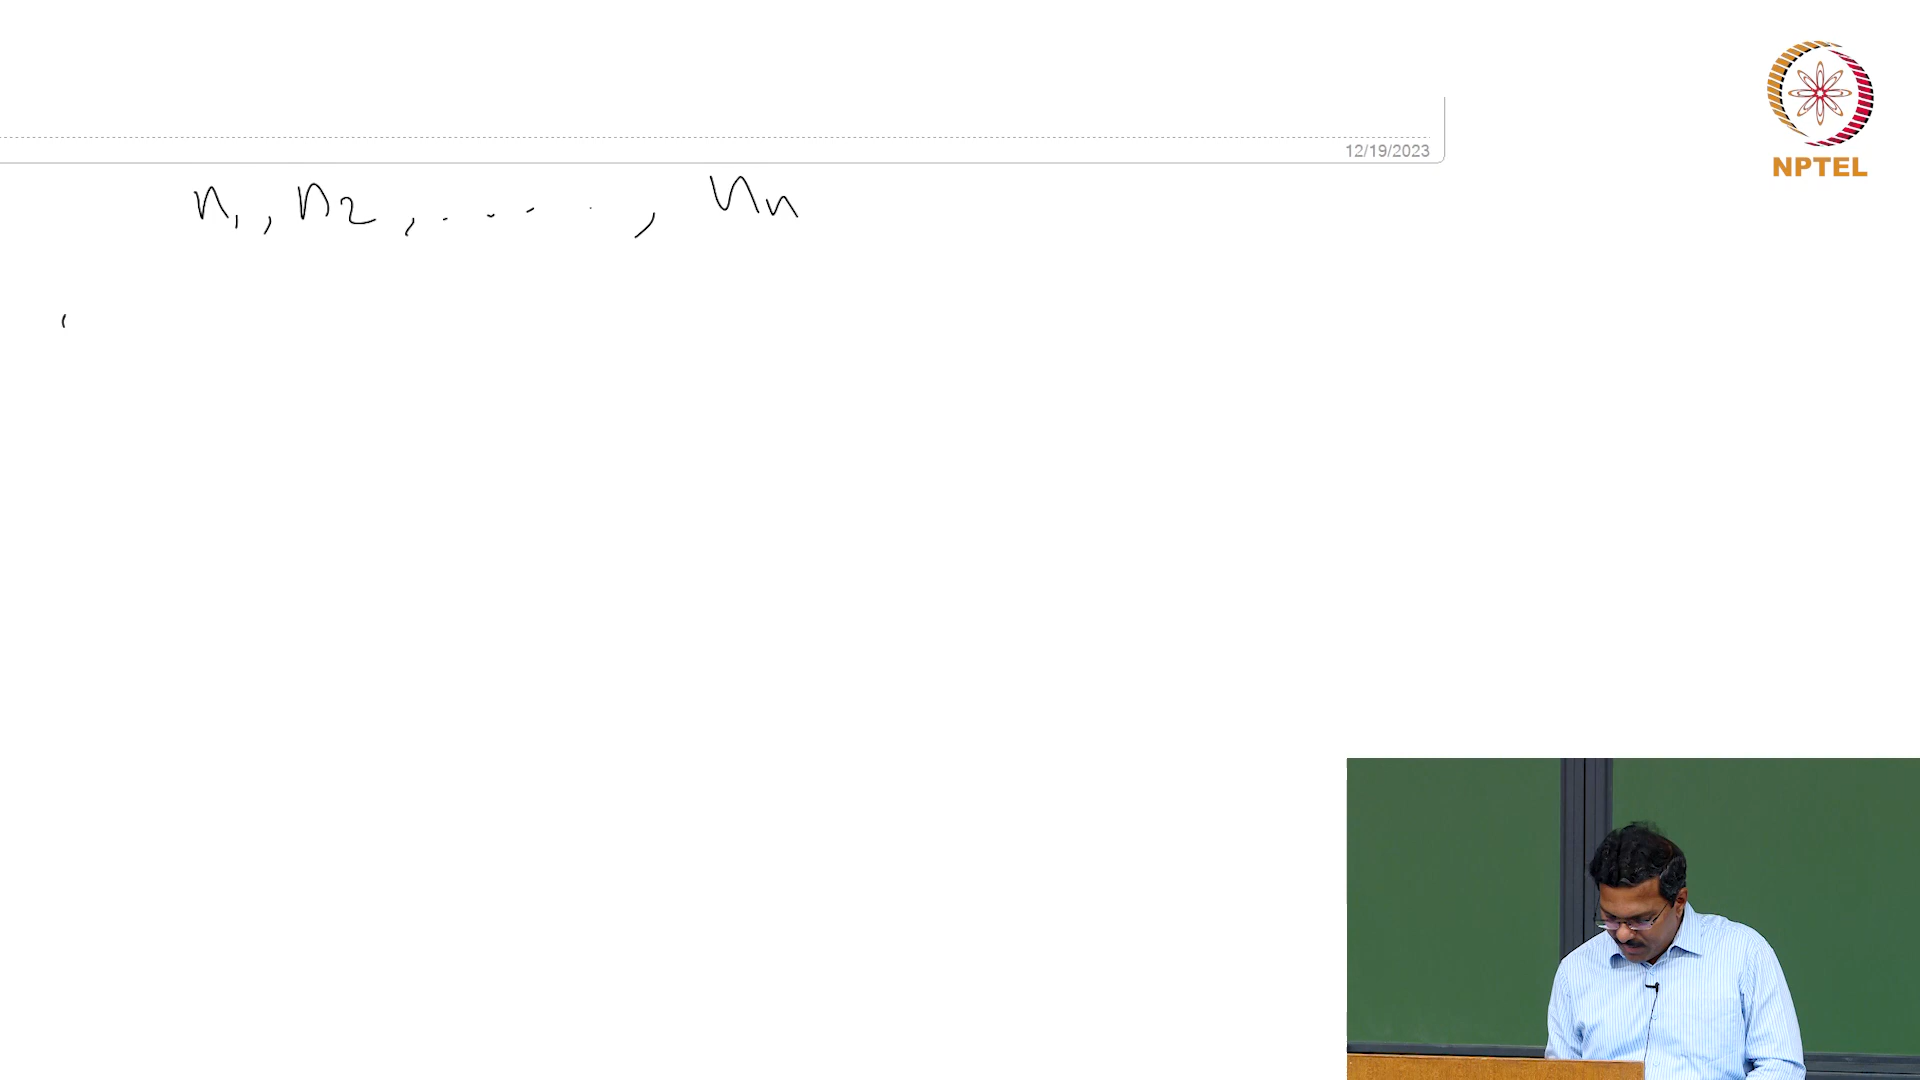 NPTEL
12/19/2023
n₁, n₂, . . . . , nₙ